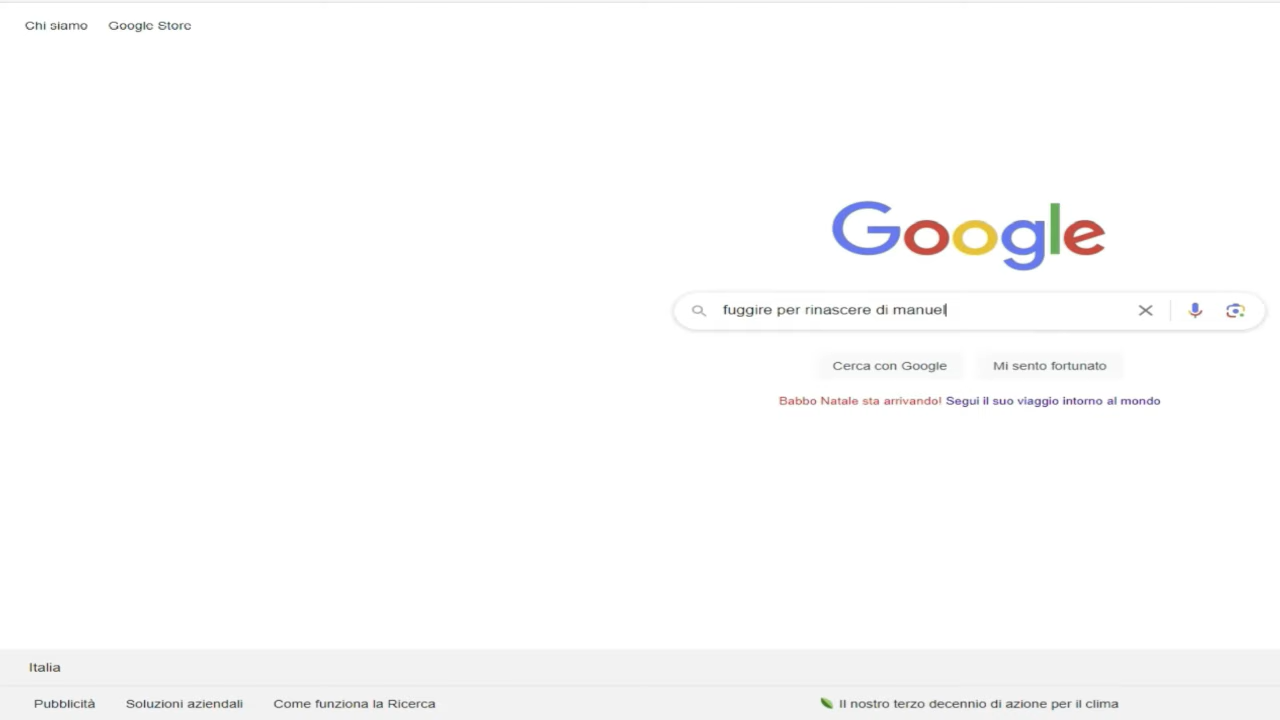 Chi siamo Google Store
Google
fuggire per rinascere di manuel
Cerca con Google Mi sento fortunato
Babbo Natale sta arrivando! Segui il suo viaggio intorno al mondo
Italia
Pubblicità Soluzioni aziendali Come funziona la Ricerca Il nostro terzo decennio di azione per il clima